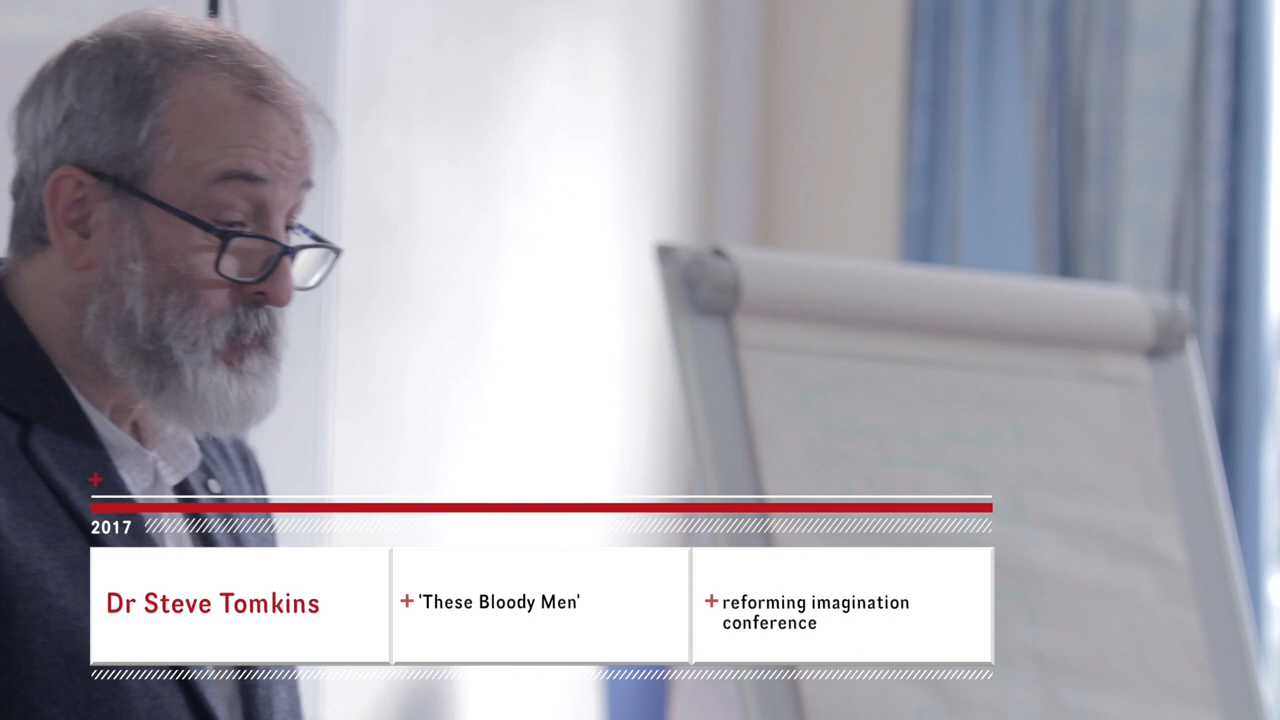 2017
Dr Steve Tomkins
+ 'These Bloody Men'
+ reforming imagination
conference